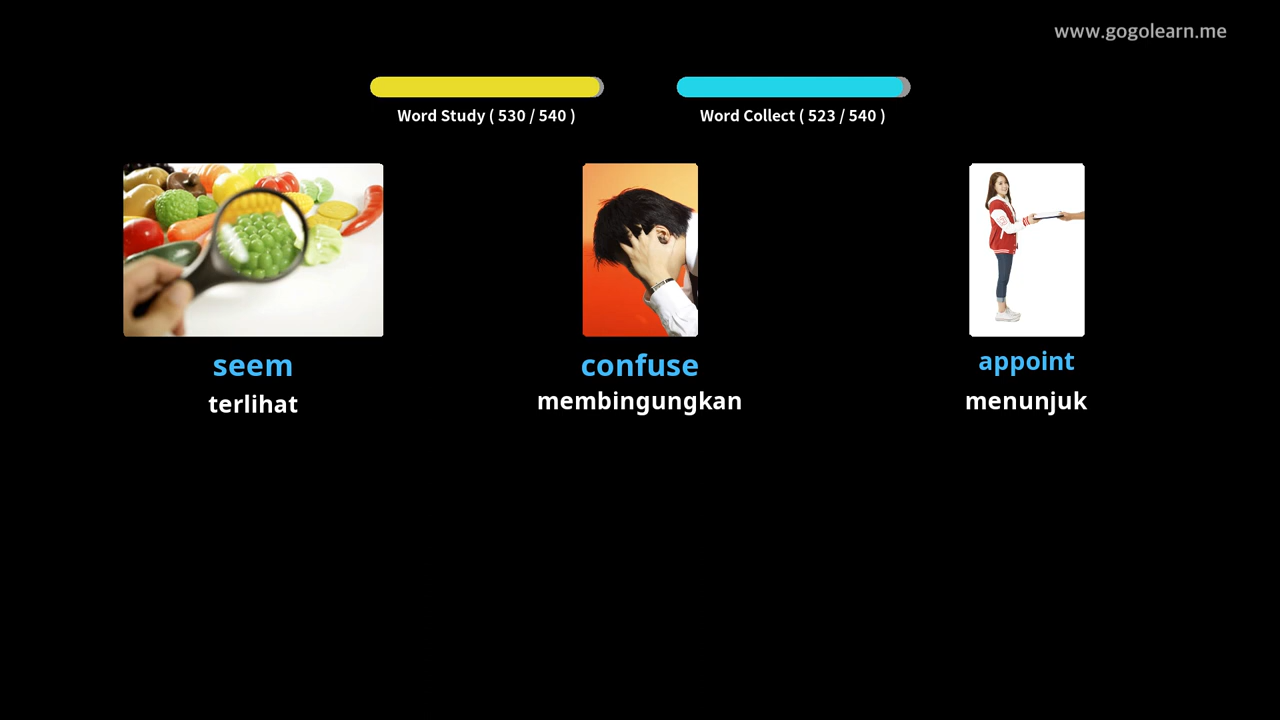 www.gogolearn.me
Word Study ( 530 / 540 )
Word Collect ( 523 / 540 )
seem
terlihat
confuse
membingungkan
appoint
menunjuk